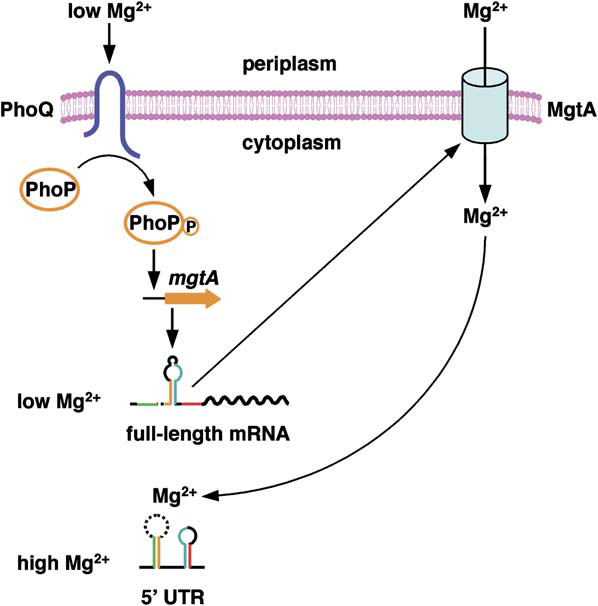 low Mg²⁺
Mg²⁺
periplasm
PhoQ
MgtA
cytoplasm
PhoP
PhoP P
Mg²⁺
mgtA
low Mg²⁺
full-length mRNA
Mg²⁺
high Mg²⁺
5' UTR